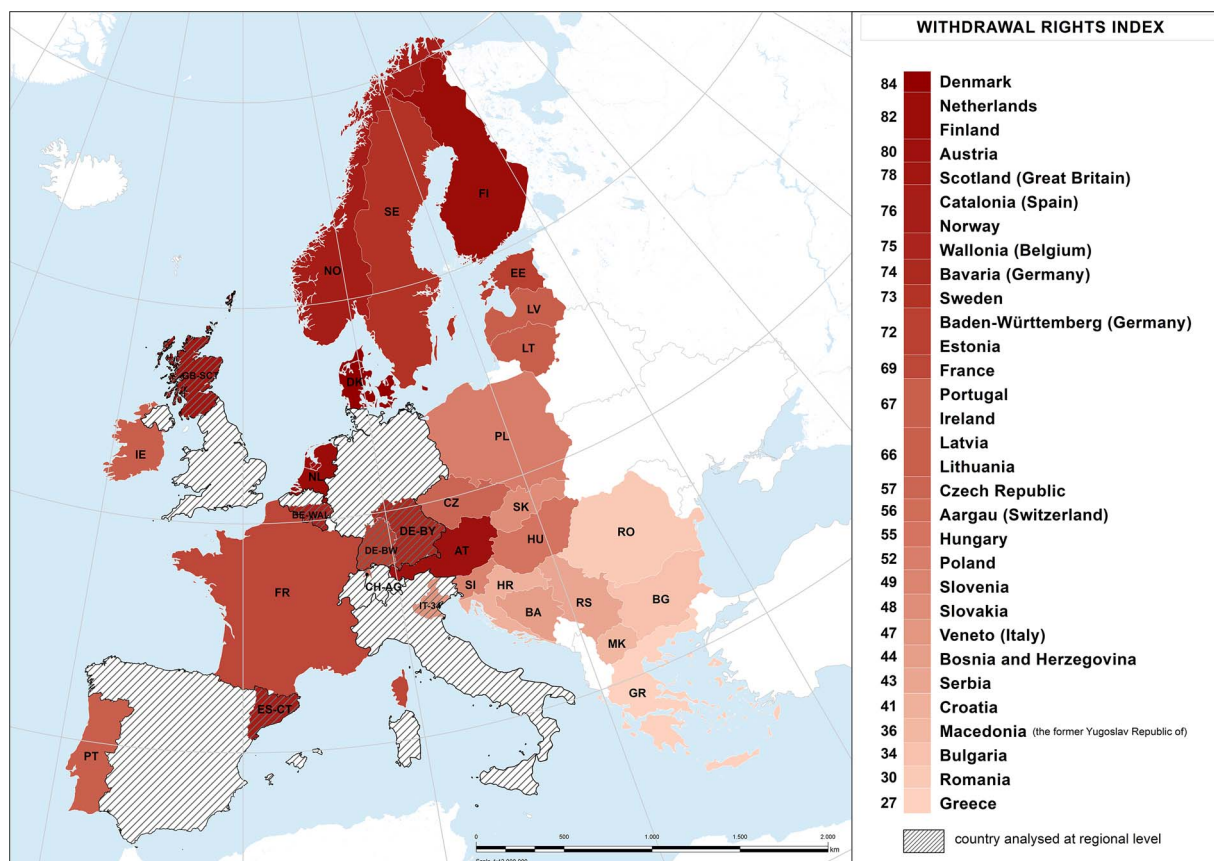 WITHDRAWAL RIGHTS INDEX
84 Denmark
Netherlands
82
Finland
80 Austria
78 Scotland (Great Britain)
Catalonia (Spain)
76
Norway
75 Wallonia (Belgium)
74 Bavaria (Germany)
73 Sweden
Baden-Württemberg (Germany)
72
Estonia
69 France
Portugal
67
Ireland
Latvia
66
Lithuania
57 Czech Republic
56 Aargau (Switzerland)
55 Hungary
52 Poland
49 Slovenia
48 Slovakia
47 Veneto (Italy)
44 Bosnia and Herzegovina
43 Serbia
41 Croatia
36 Macedonia (the former Yugoslav Republic of)
34 Bulgaria
30 Romania
27 Greece
country analysed at regional level
FI
SE
NO
EE
LV
LT
GB-SCT
DK
IE
PL
NL
BE-WAL
CZ
SK
DE-BY
RO
HU
AT
DE-BW
CH-AG
SI
HR
FR
IT-34
BA
RS
BG
MK
GR
ES-CT
PT
0 500 1.000 1.500 2.000
km